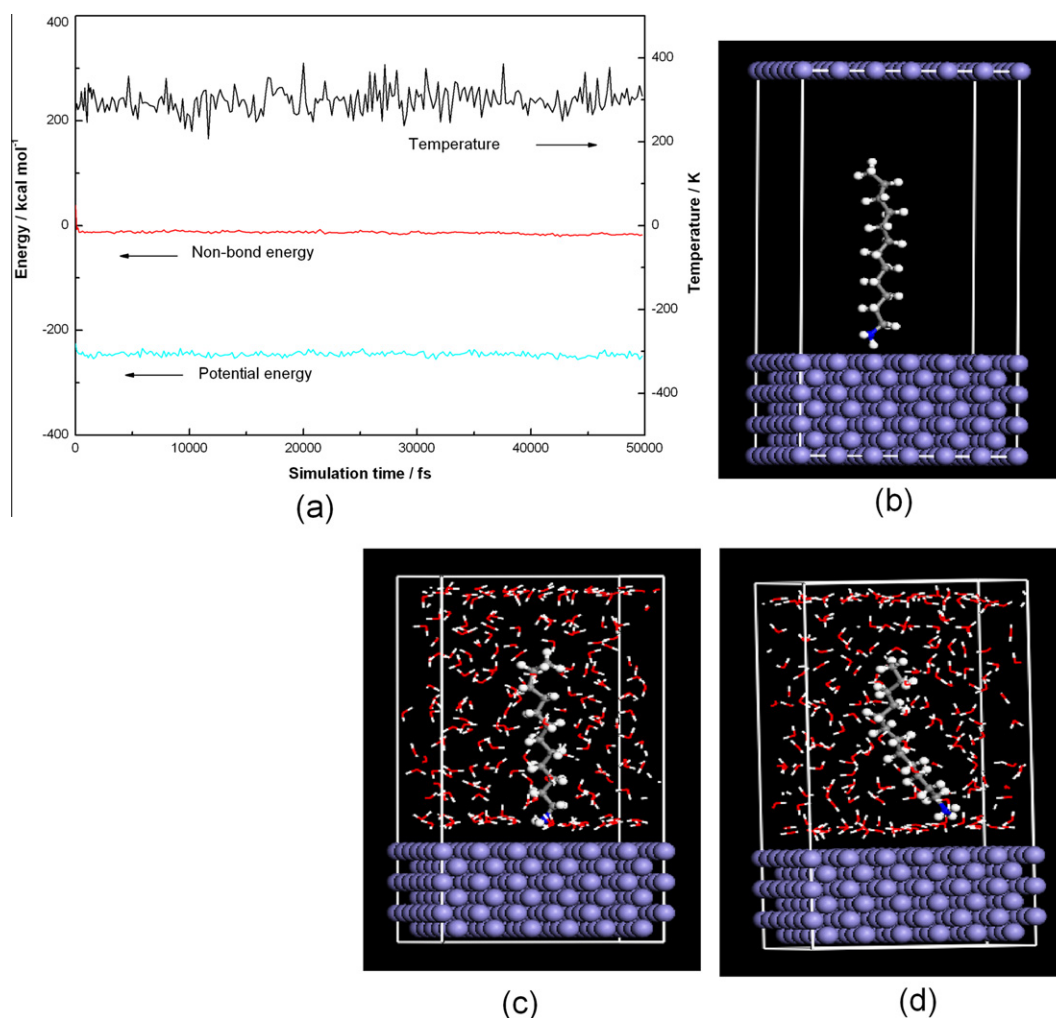 400
200
0
-200
-400
Energy / kcal mol⁻¹
400
200
0
-200
-400
Temperature / K
Temperature
Non-bond energy
Potential energy
0 10000 20000 30000 40000 50000
Simulation time / fs
(a)
(b)
(c)
(d)